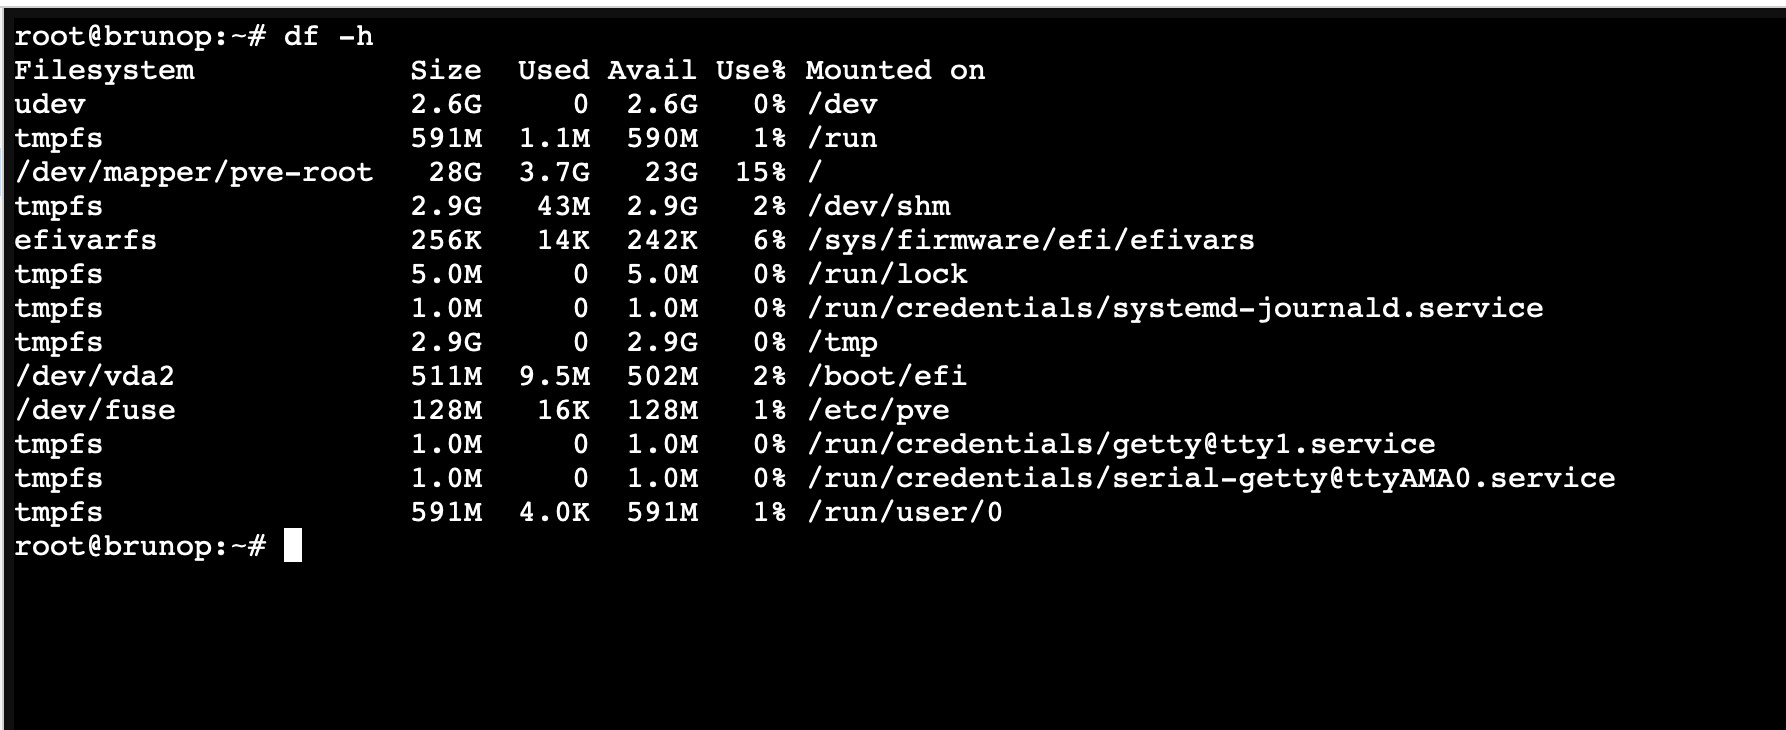 root@brunop:~# df -h
Filesystem            Size  Used Avail Use% Mounted on
udev                  2.6G     0  2.6G   0% /dev
tmpfs                 591M  1.1M  590M   1% /run
/dev/mapper/pve-root   28G  3.7G   23G  15% /
tmpfs                 2.9G   43M  2.9G   2% /dev/shm
efivarfs              256K   14K  242K   6% /sys/firmware/efi/efivars
tmpfs                 5.0M     0  5.0M   0% /run/lock
tmpfs                 1.0M     0  1.0M   0% /run/credentials/systemd-journald.service
tmpfs                 2.9G     0  2.9G   0% /tmp
/dev/vda2             511M  9.5M  502M   2% /boot/efi
/dev/fuse             128M   16K  128M   1% /etc/pve
tmpfs                 1.0M     0  1.0M   0% /run/credentials/getty@tty1.service
tmpfs                 1.0M     0  1.0M   0% /run/credentials/serial-getty@ttyAMA0.service
tmpfs                 591M  4.0K  591M   1% /run/user/0
root@brunop:~#